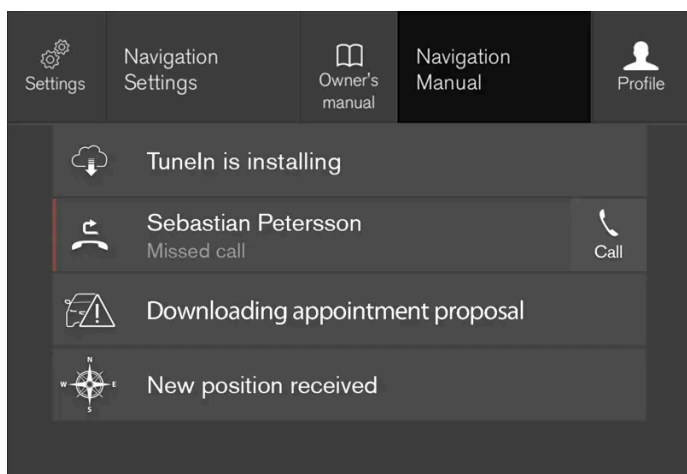 Settings
Navigation
Settings
Owner's
manual
Navigation
Manual
Profile
TuneIn is installing
Sebastian Petersson
Missed call
Call
Downloading appointment proposal
N
W
E
S
New position received